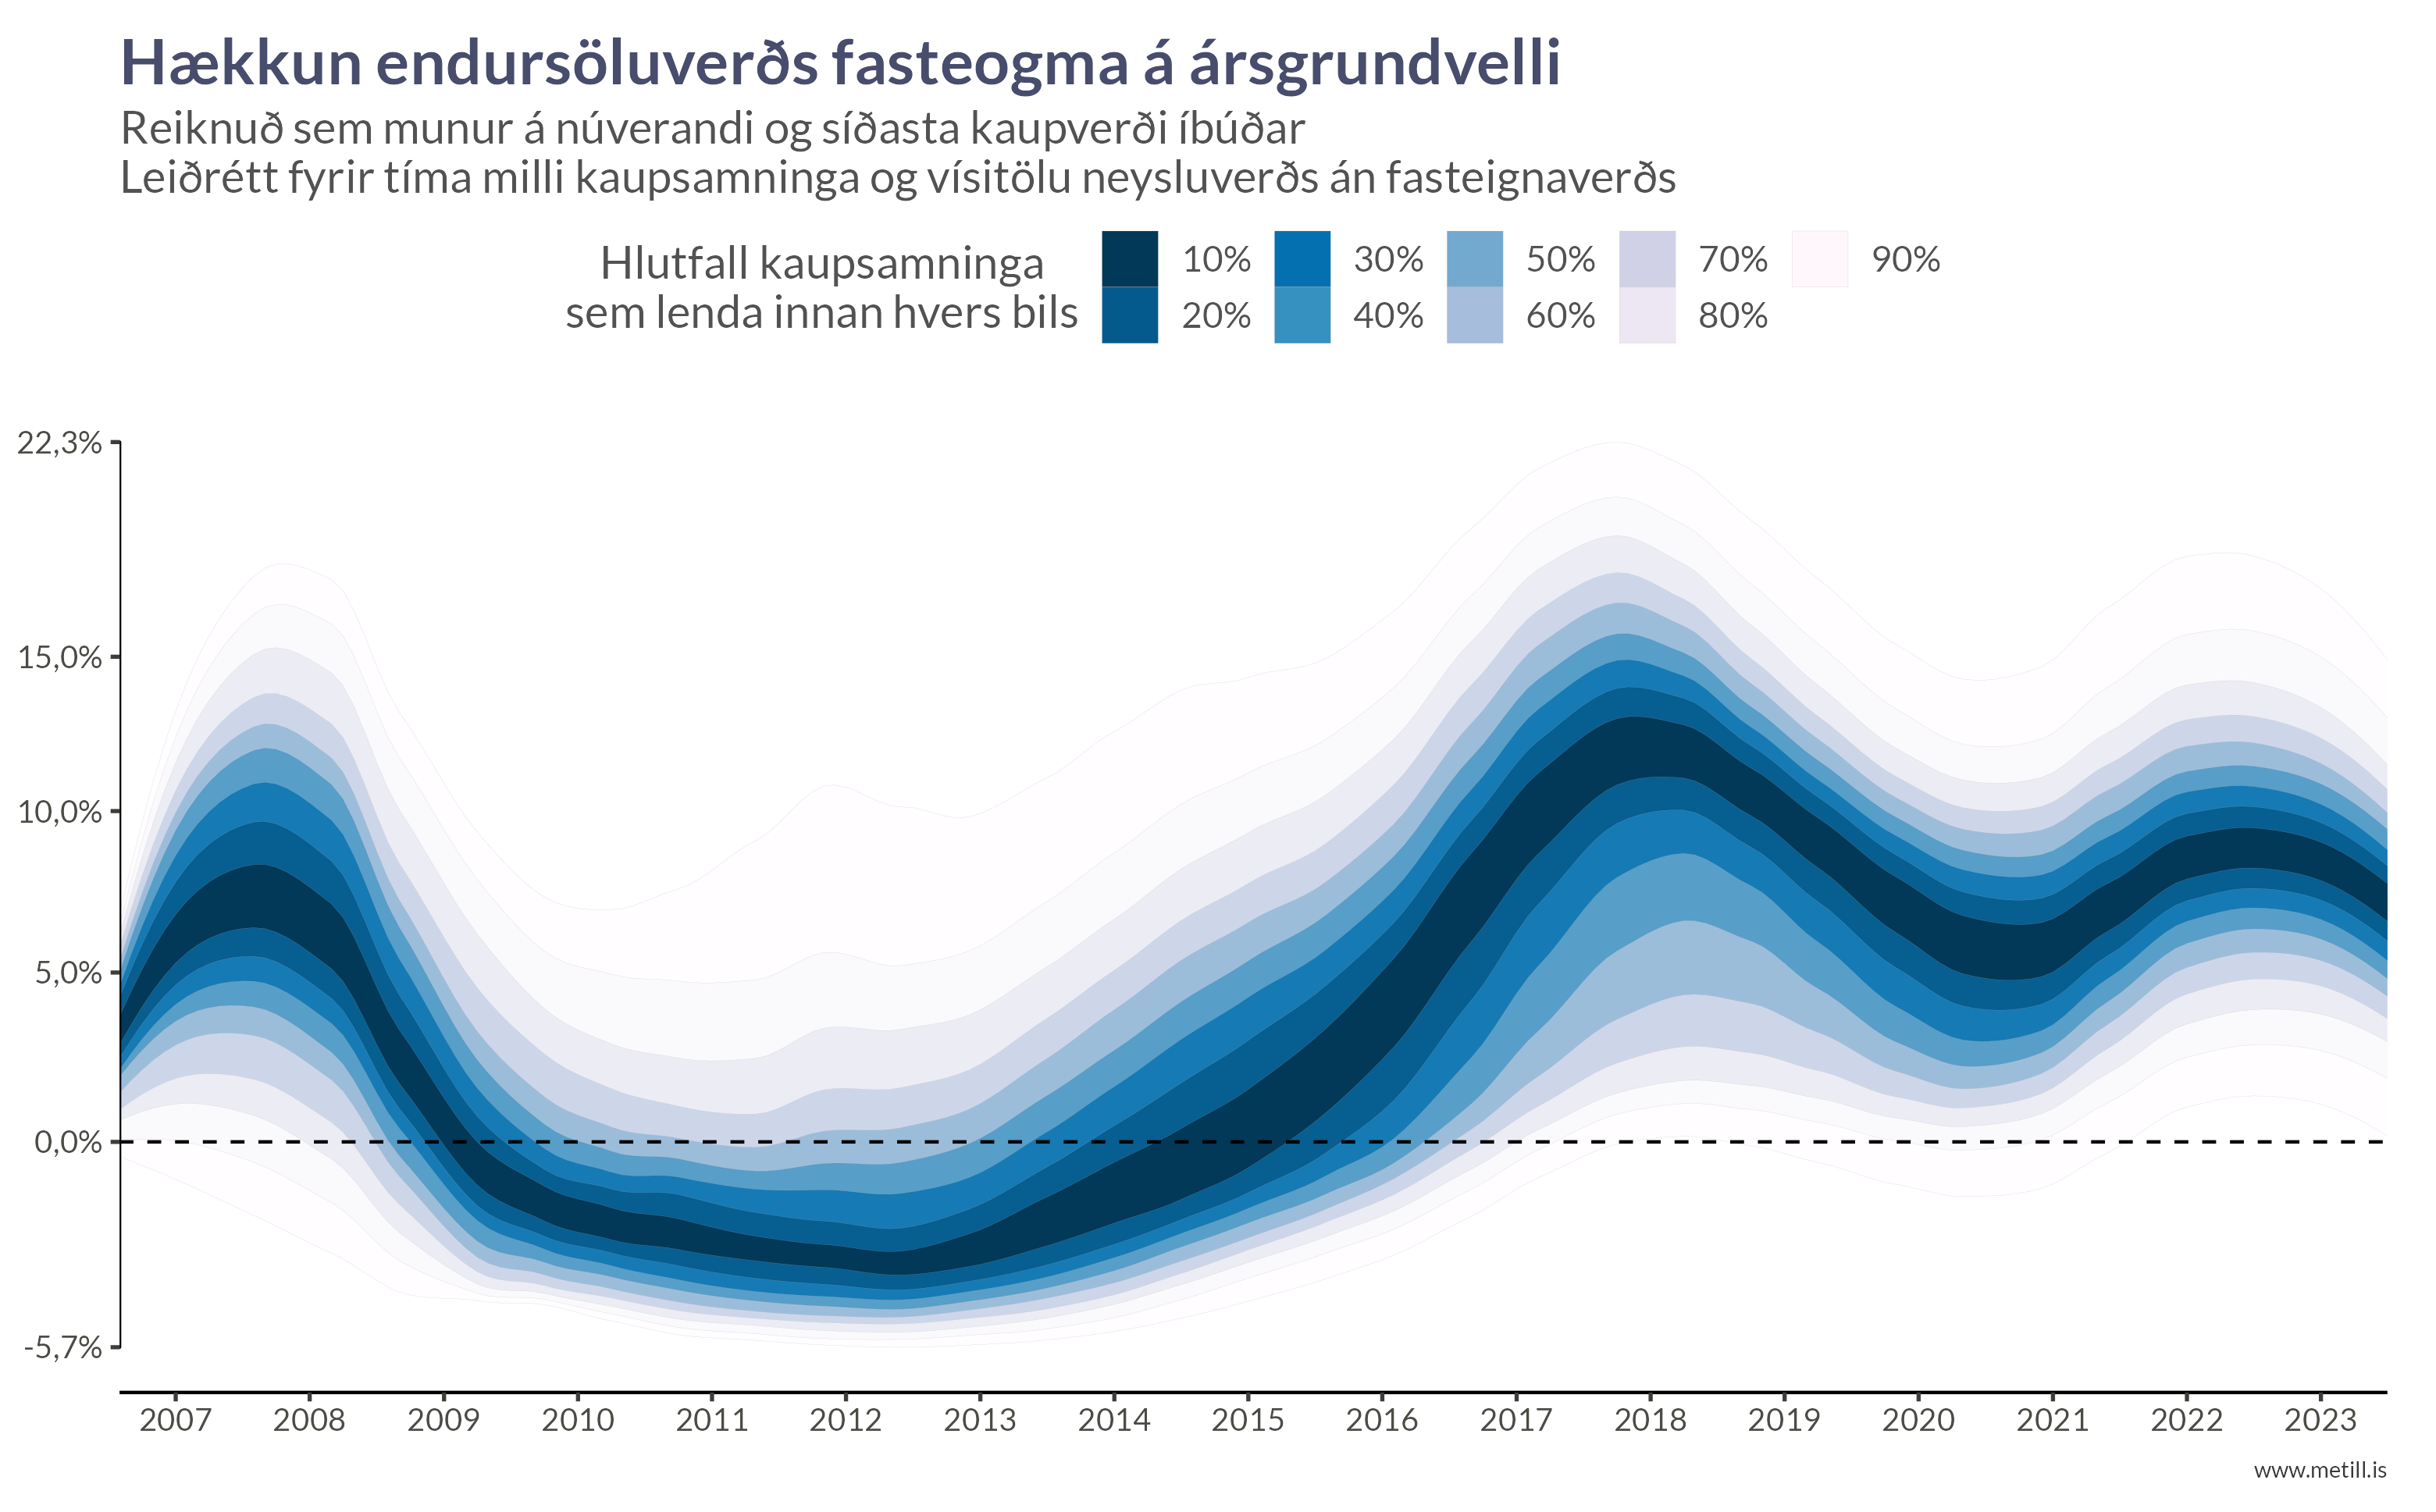 Hækkun endursöluverðs fasteogma á ársgrundvelli
Reiknuð sem munur á núverandi og síðasta kaupverði íbúðar
Leiðrétt fyrir tíma milli kaupsamninga og vísitölu neysluverðs án fasteignaverðs
Hlutfall kaupsamninga
sem lenda innan hvers bils
10% 30% 50% 70% 90%
20% 40% 60% 80%
22,3%
15,0%
10,0%
5,0%
0,0%
-5,7%
2007 2008 2009 2010 2011 2012 2013 2014 2015 2016 2017 2018 2019 2020 2021 2022 2023
www.metill.is